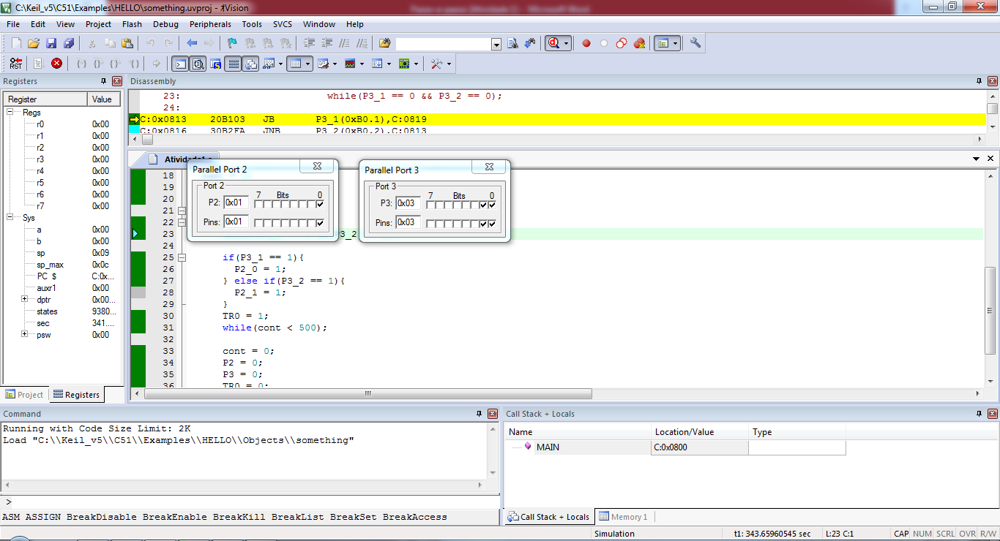 C:\Keil_v5\C51\Examples\HELLO\something.uvproj - µVision
File Edit View Project Flash Debug Peripherals Tools SVCS Window Help
RST
Registers
Register Value
Regs
r0 0x00
r1 0x00
r2 0x00
r3 0x00
r4 0x00
r5 0x00
r6 0x00
r7 0x00
Sys
a 0x00
b 0x00
sp 0x09
sp_max 0x0c
PC $ C:0x...
auxr1 0x00
dptr 0x00...
states 9380...
sec 341....
psw 0x00
Project Registers
Disassembly
23: while(P3_1 == 0 && P3_2 == 0);
24:
C:0x0813 20B103 JB P3_1(0xB0.1),C:0819
C:0x0816 30B2FA JNB P3_2(0xB0.2),C:0813
Parallel Port 2
Port 2
7 Bits 0
P2: 0x01
Pins: 0x01
Parallel Port 3
Port 3
7 Bits 0
P3: 0x03
Pins: 0x03
18
19
20
21
22
23
24
25 if(P3_1 == 1){
26 P2_0 = 1;
27 } else if(P3_2 == 1){
28 P2_1 = 1;
29 }
30 TR0 = 1;
31 while(cont < 500);
32
33 cont = 0;
34 P2 = 0;
35 P3 = 0;
36 TR0 = 0;
Command
Running with Code Size Limit: 2K
Load "C:\\Keil_v5\\C51\\Examples\\HELLO\\Objects\\something"
>
ASM ASSIGN BreakDisable BreakEnable BreakKill BreakList BreakSet BreakAccess
Call Stack + Locals
Name Location/Value Type
MAIN C:0x0800
Call Stack + Locals Memory 1
Simulation t1: 343.65960545 sec L:23 C:1 CAP NUM SCRL OVR R/W